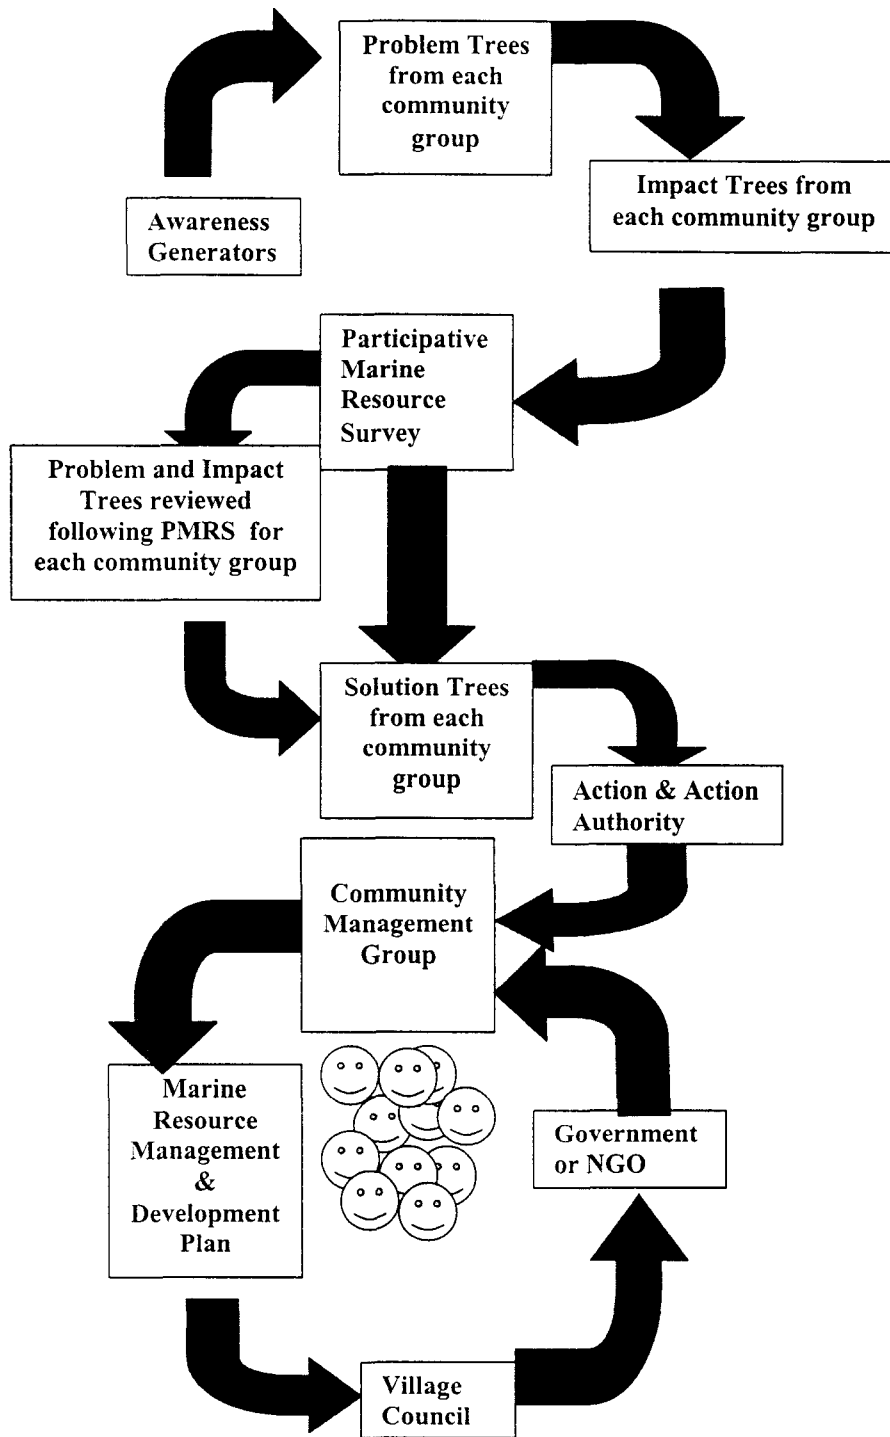 Problem Trees
from each
community
group
Impact Trees from
each community group
Awareness
Generators
Participative
Marine
Resource
Survey
Problem and Impact
Trees reviewed
following PMRS for
each community group
Solution Trees
from each
community
group
Action & Action
Authority
Community
Management
Group
Marine
Resource
Management
&
Development
Plan
Government
or NGO
Village
Council